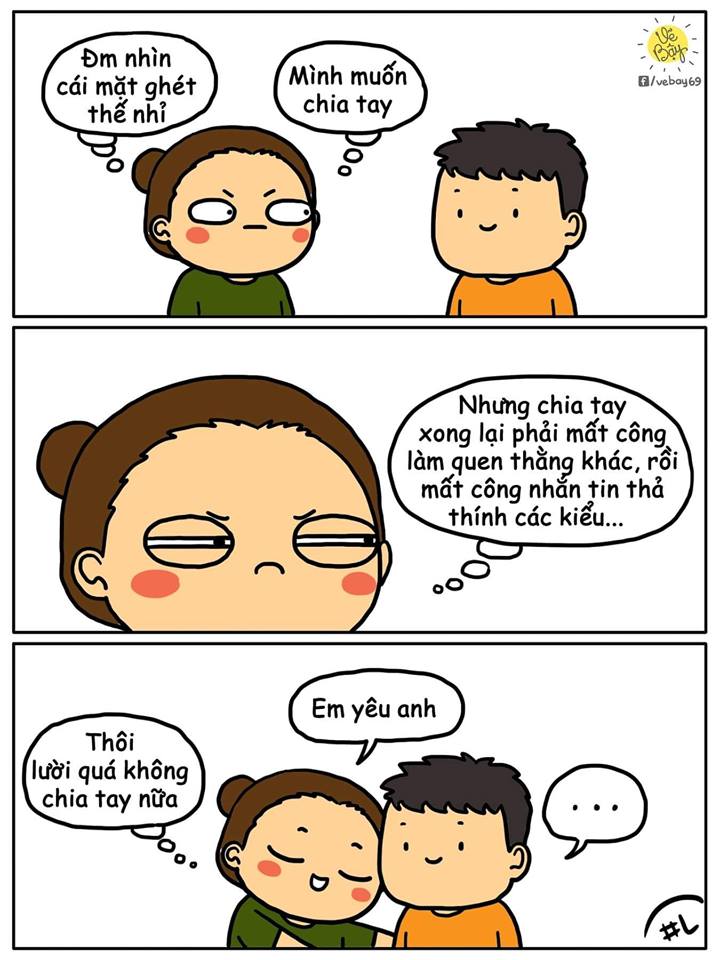 Vẽ
Bậy
f/vebay69
Đm nhìn
cái mặt ghét
thế nhỉ
Mình muốn
chia tay
Nhưng chia tay
xong lại phải mất công
làm quen thằng khác, rồi
mất công nhắn tin thả
thính các kiểu...
Em yêu anh
Thôi
lười quá không
chia tay nữa
...
#L